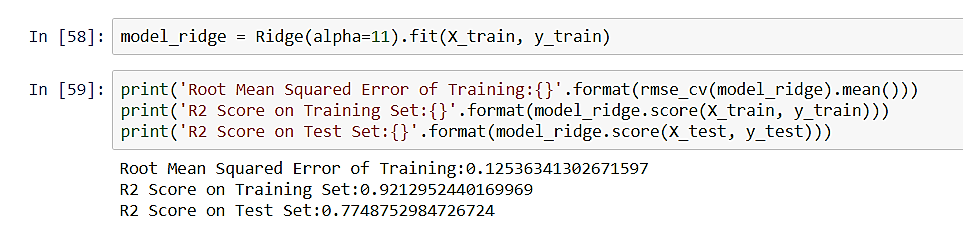 In [58]: model_ridge = Ridge(alpha=11).fit(X_train, y_train)
In [59]: print('Root Mean Squared Error of Training:{}'.format(rmse_cv(model_ridge).mean()))
print('R2 Score on Training Set:{}'.format(model_ridge.score(X_train, y_train)))
print('R2 Score on Test Set:{}'.format(model_ridge.score(X_test, y_test)))
Root Mean Squared Error of Training:0.12536341302671597
R2 Score on Training Set:0.9212952440169969
R2 Score on Test Set:0.7748752984726724